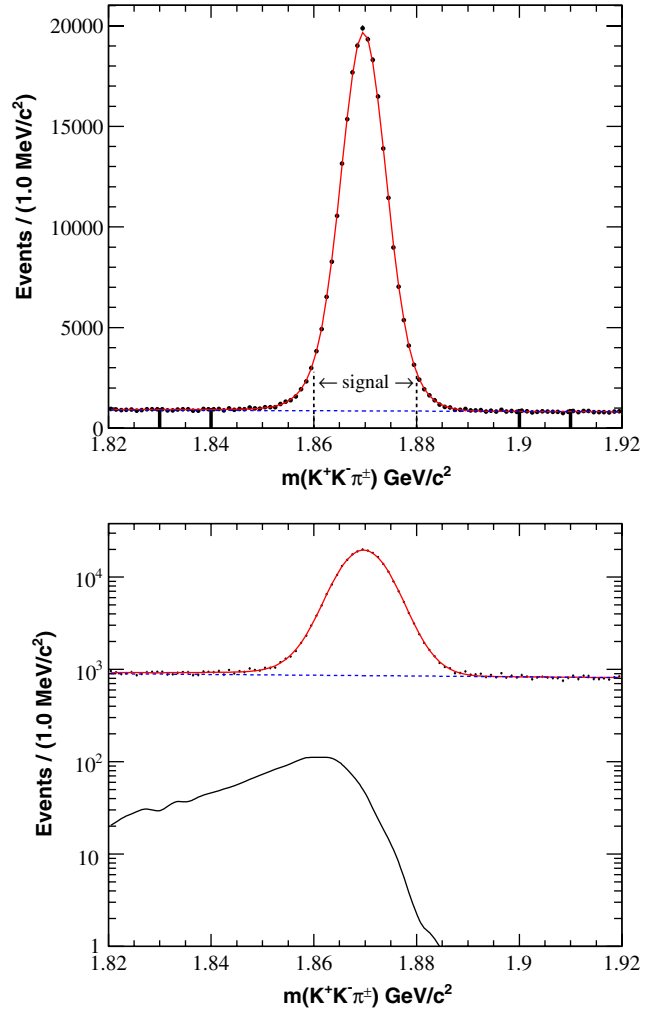 Events / (1.0 MeV/c²)
20000
15000
10000
5000
0
← signal →
1.82 1.84 1.86 1.88 1.9 1.92
m(K⁺K⁻π±) GeV/c²
Events / (1.0 MeV/c²)
10⁴
10³
10²
10
1
1.82 1.84 1.86 1.88 1.9 1.92
m(K⁺K⁻π±) GeV/c²